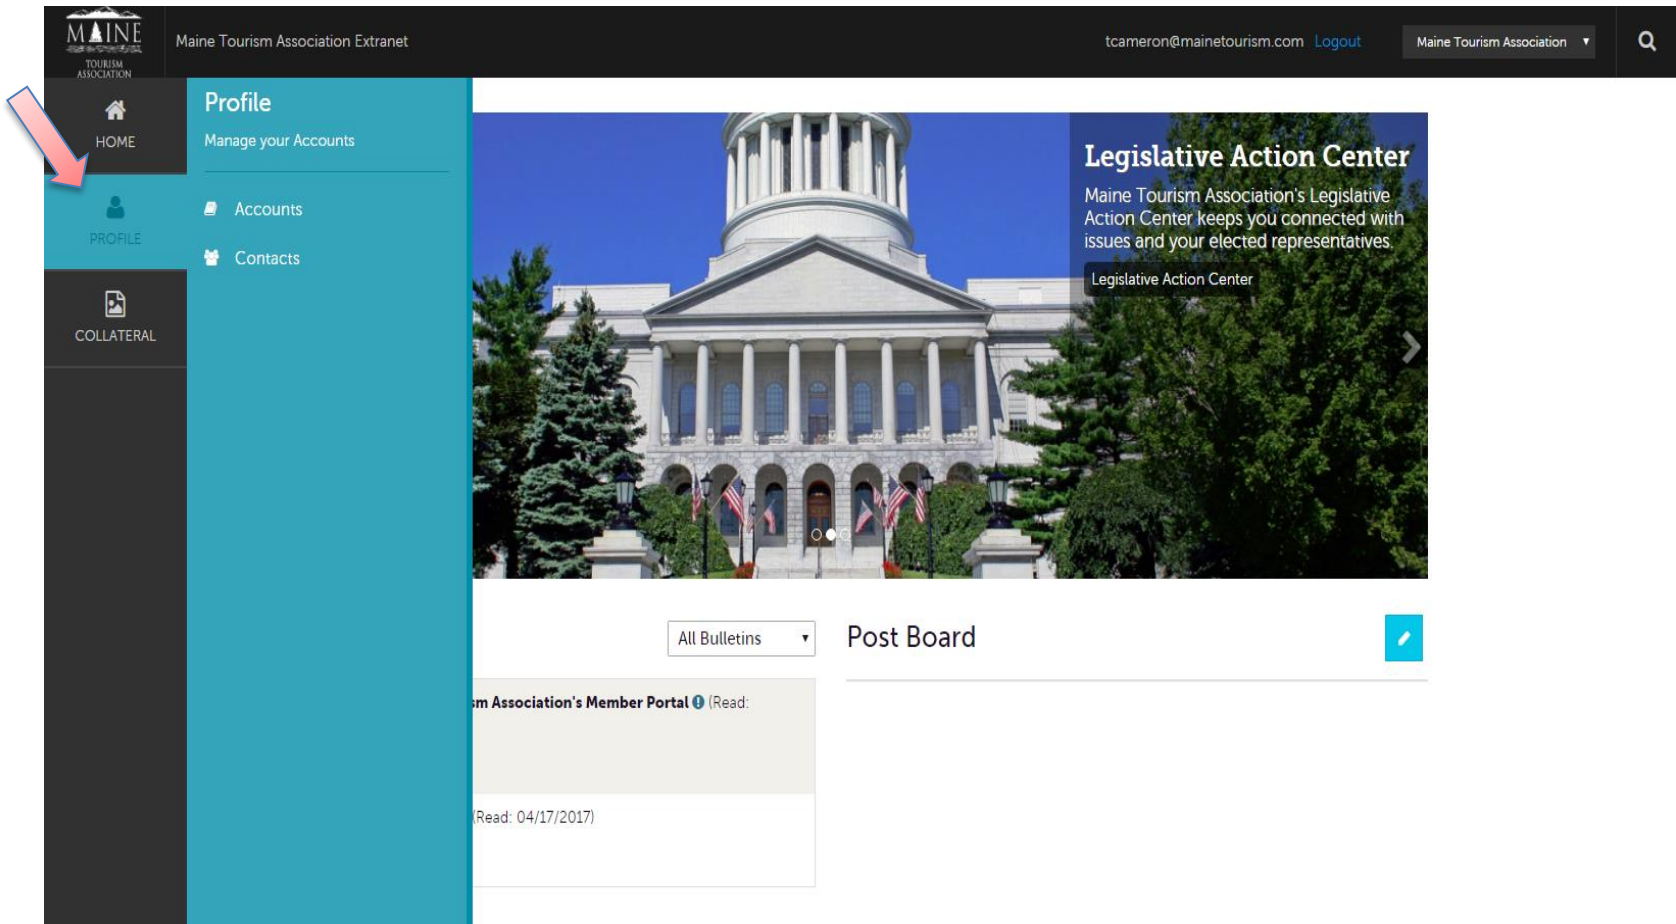 MAINE
TOURISM
ASSOCIATION
Maine Tourism Association Extranet
tcameron@mainetourism.com Logout
Maine Tourism Association
HOME
PROFILE
COLLATERAL
Profile
Manage your Accounts
Accounts
Contacts
Legislative Action Center
Maine Tourism Association's Legislative
Action Center keeps you connected with
issues and your elected representatives.
Legislative Action Center
All Bulletins
sm Association's Member Portal (Read:
(Read: 04/17/2017)
Post Board